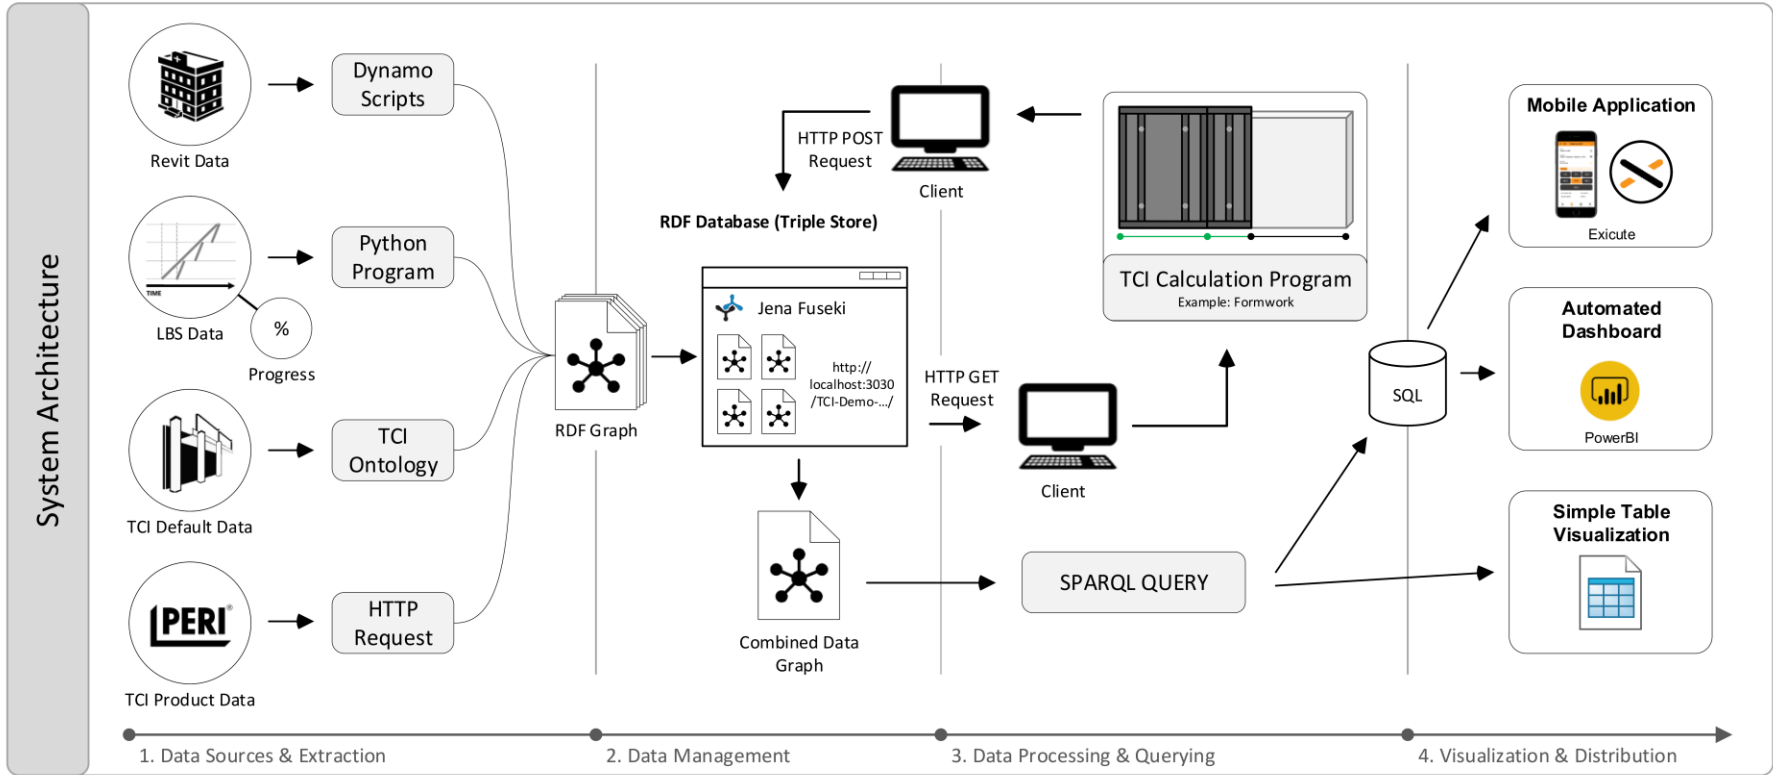 System Architecture
Revit Data
Dynamo
Scripts
TIME
LBS Data
%
Progress
Python
Program
TCI Default Data
TCI
Ontology
PERI®
TCI Product Data
HTTP
Request
RDF Graph
HTTP POST
Request
Client
RDF Database (Triple Store)
Jena Fuseki
http://
localhost:3030
/TCI-Demo-.../
Combined Data
Graph
HTTP GET
Request
Client
TCI Calculation Program
Example: Formwork
SPARQL QUERY
SQL
Mobile Application
Exicute
Automated
Dashboard
PowerBI
Simple Table
Visualization
1. Data Sources & Extraction
2. Data Management
3. Data Processing & Querying
4. Visualization & Distribution